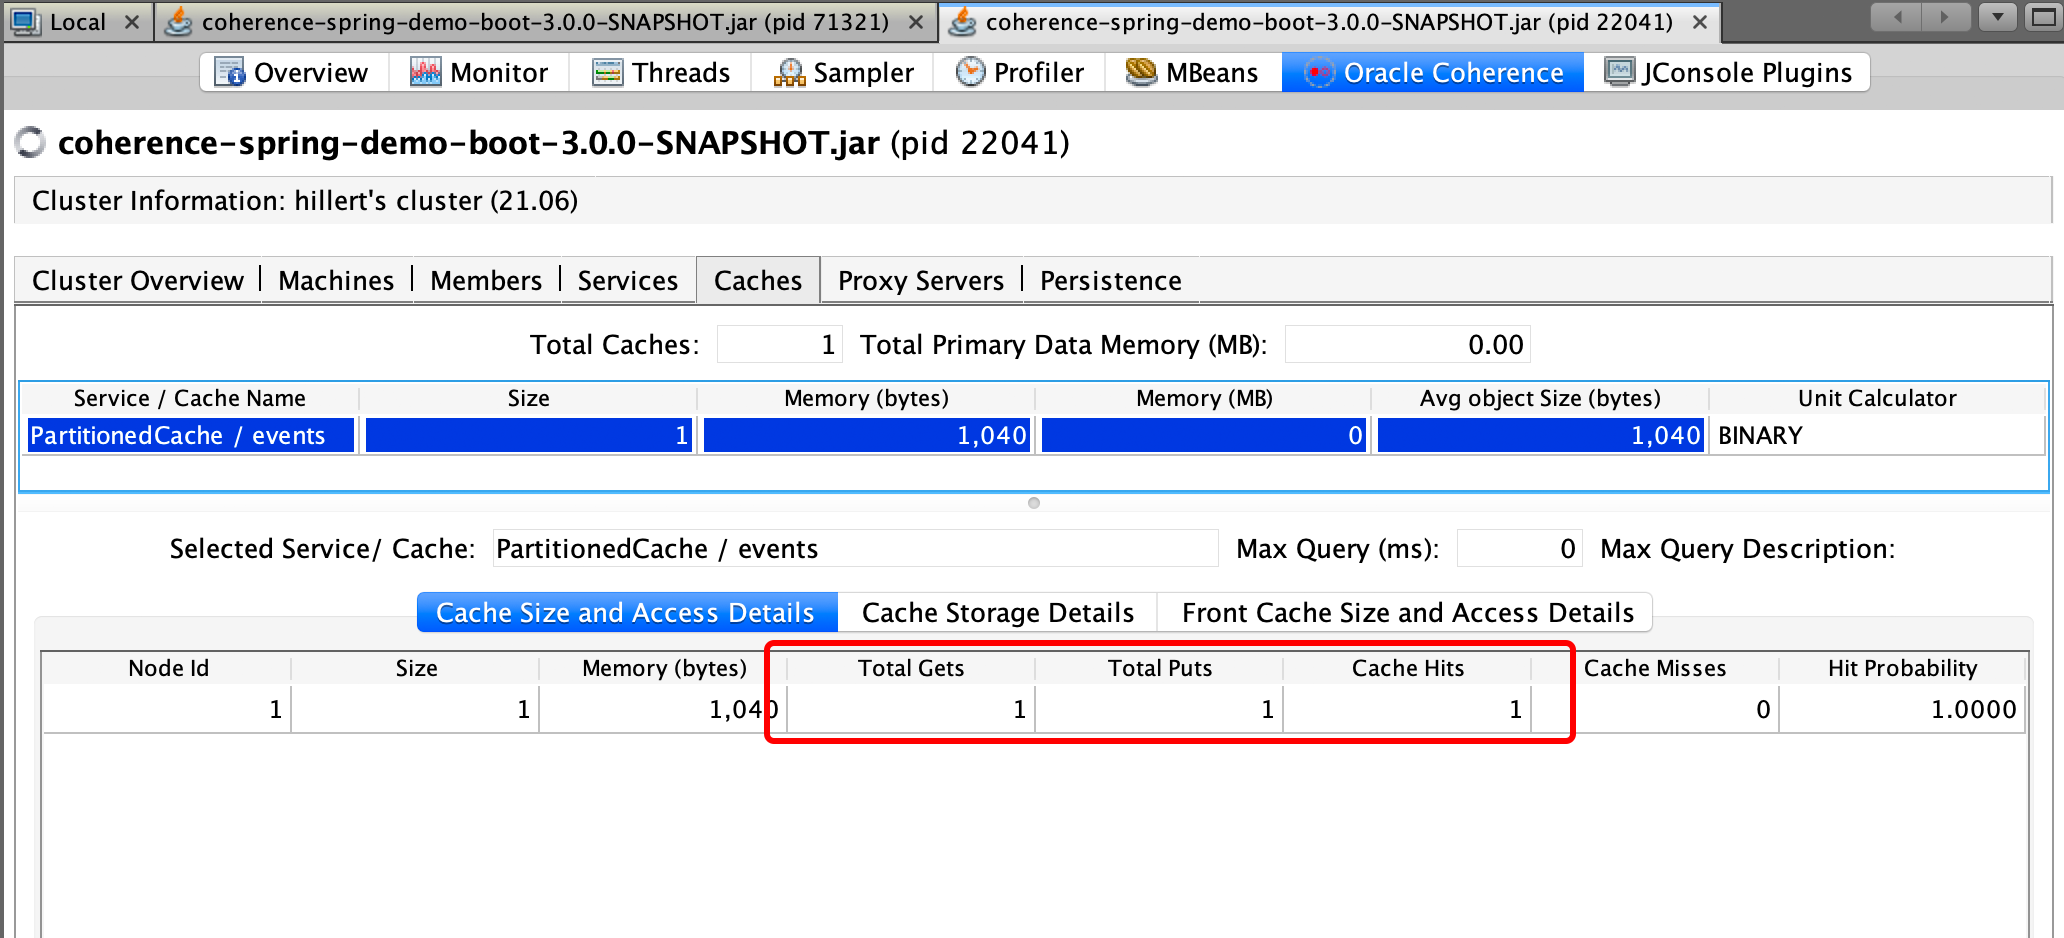 Local coherence-spring-demo-boot-3.0.0-SNAPSHOT.jar (pid 71321) coherence-spring-demo-boot-3.0.0-SNAPSHOT.jar (pid 22041)
Overview Monitor Threads Sampler Profiler MBeans Oracle Coherence JConsole Plugins
coherence-spring-demo-boot-3.0.0-SNAPSHOT.jar (pid 22041)
Cluster Information: hillert's cluster (21.06)
Cluster Overview Machines Members Services Caches Proxy Servers Persistence
Total Caches: 1 Total Primary Data Memory (MB): 0.00
Service / Cache Name Size Memory (bytes) Memory (MB) Avg object Size (bytes) Unit Calculator
PartitionedCache / events 1 1,040 0 1,040 BINARY
Selected Service/ Cache: PartitionedCache / events Max Query (ms): 0 Max Query Description:
Cache Size and Access Details Cache Storage Details Front Cache Size and Access Details
Node Id Size Memory (bytes) Total Gets Total Puts Cache Hits Cache Misses Hit Probability
1 1 1,040 1 1 1 0 1.0000